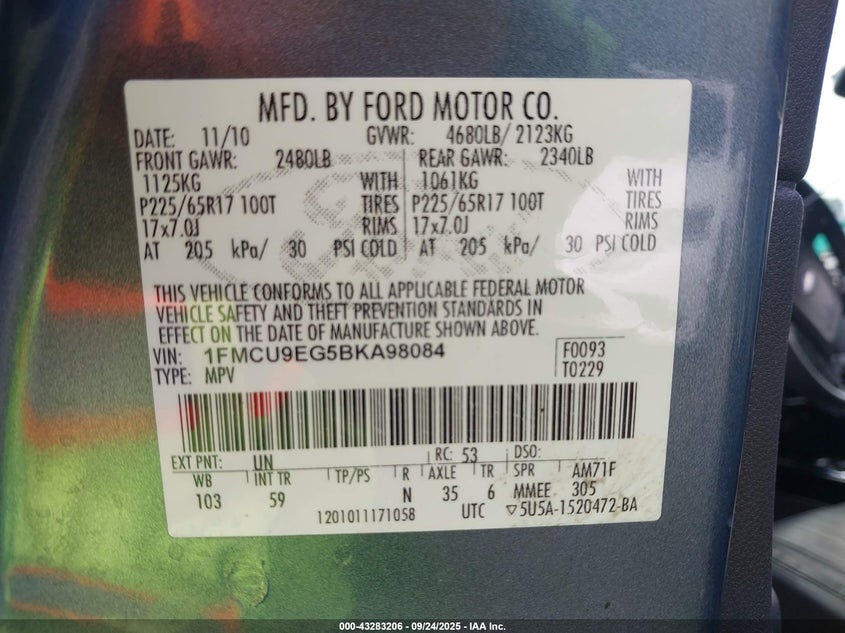 MFD. BY FORD MOTOR CO.
DATE: 11/10 GVWR: 4680LB/ 2123KG
FRONT GAWR: 2480LB REAR GAWR: 2340LB
1125KG WITH 1061KG WITH
P225/65R17 100T TIRES P225/65R17 100T TIRES
17x7.0J RIMS 17x7.0J RIMS
AT 205 kPa/ 30 PSI COLD AT 205 kPa/ 30 PSI COLD
THIS VEHICLE CONFORMS TO ALL APPLICABLE FEDERAL MOTOR
VEHICLE SAFETY AND THEFT PREVENTION STANDARDS IN
EFFECT ON THE DATE OF MANUFACTURE SHOWN ABOVE.
VIN: 1FMCU9EG5BKA98084 F0093
TYPE: MPV T0229
EXT PNT: UN RC: 53 DSO:
WB INT TR TP/PS R AXLE TR SPR AM71F
103 59 N 35 6 MMEE 305
1201011171058 UTC ▽5U5A-1520472-BA
000-43283206 - 09/24/2025 - IAA Inc.